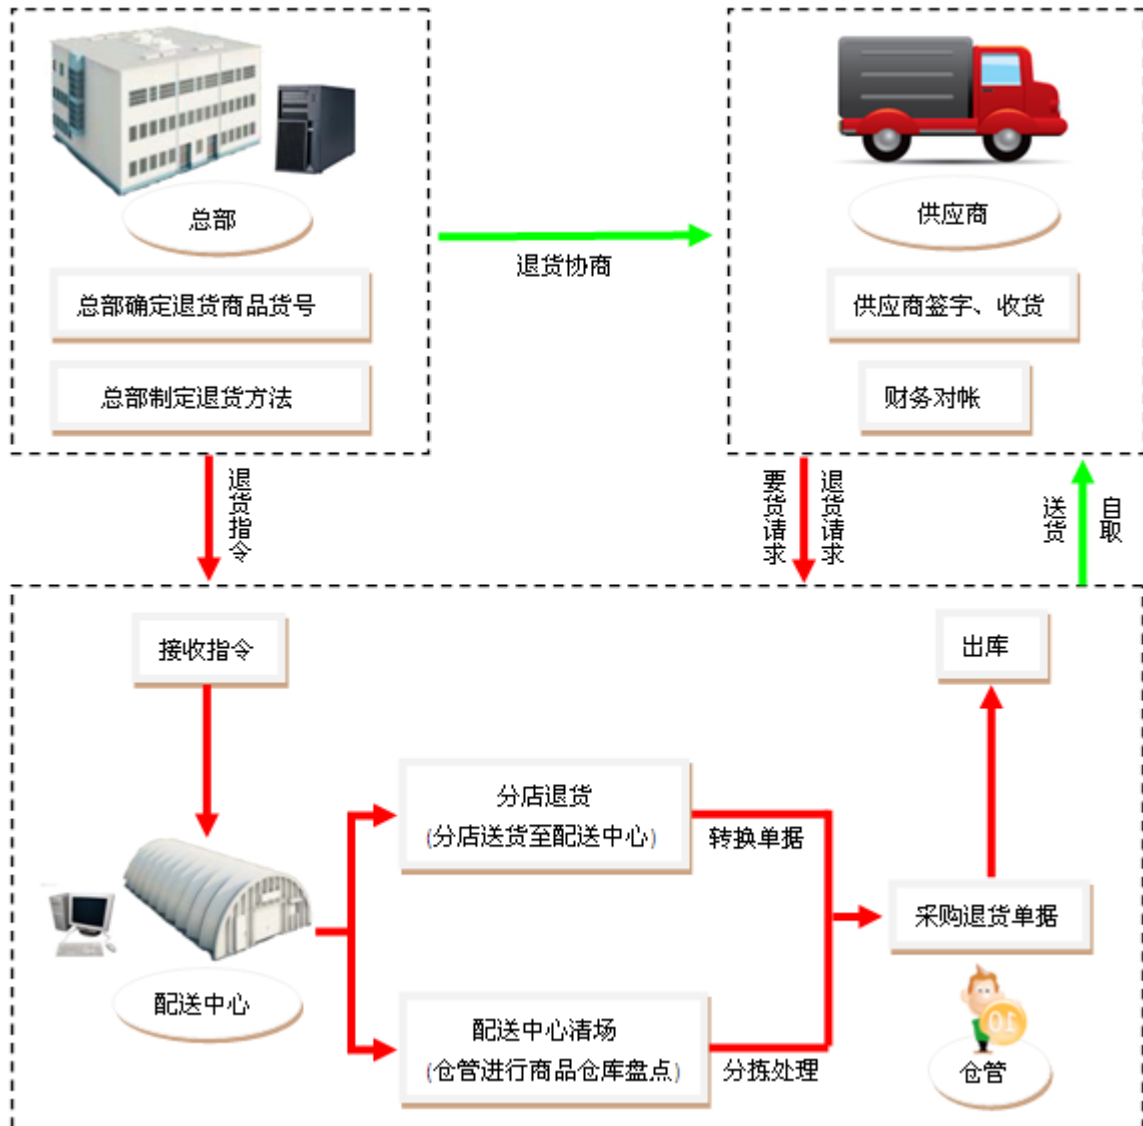 总部
总部确定退货商品货号
总部制定退货方法
退货协商
供应商
供应商签字、收货
财务对帐
退货指令
要货请求
退货请求
送货
自取
接收指令
出库
分店退货
(分店送货至配送中心)
转换单据
采购退货单据
配送中心
配送中心清场
(仓管进行商品仓库盘点)
分拣处理
10
仓管